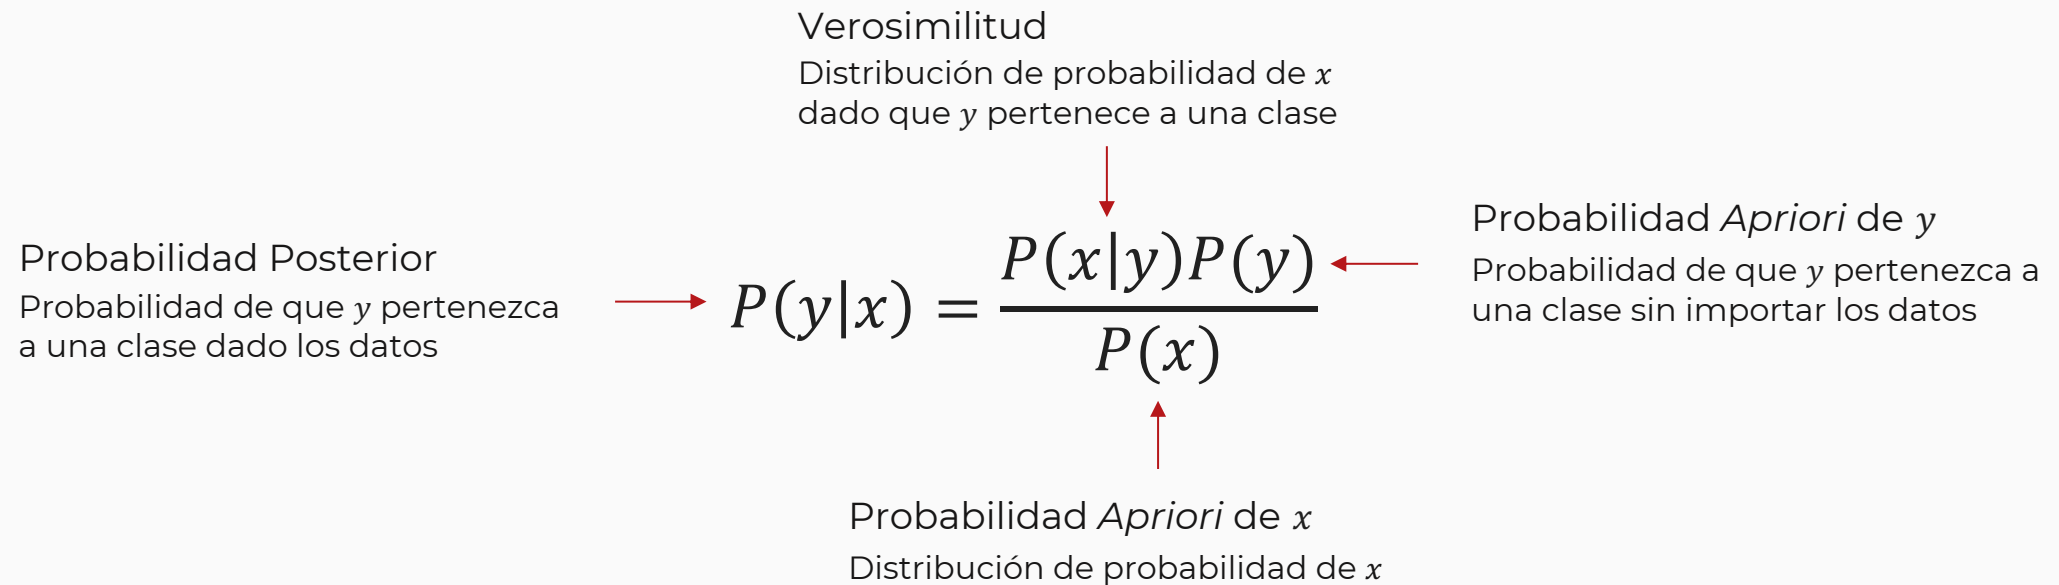 Verosimilitud
Distribución de probabilidad de x
dado que y pertenece a una clase
Probabilidad Posterior
Probabilidad de que y pertenezca
a una clase dado los datos
P(y|x) = P(x|y)P(y)
P(x)
Probabilidad Apriori de y
Probabilidad de que y pertenezca a
una clase sin importar los datos
Probabilidad Apriori de x
Distribución de probabilidad de x